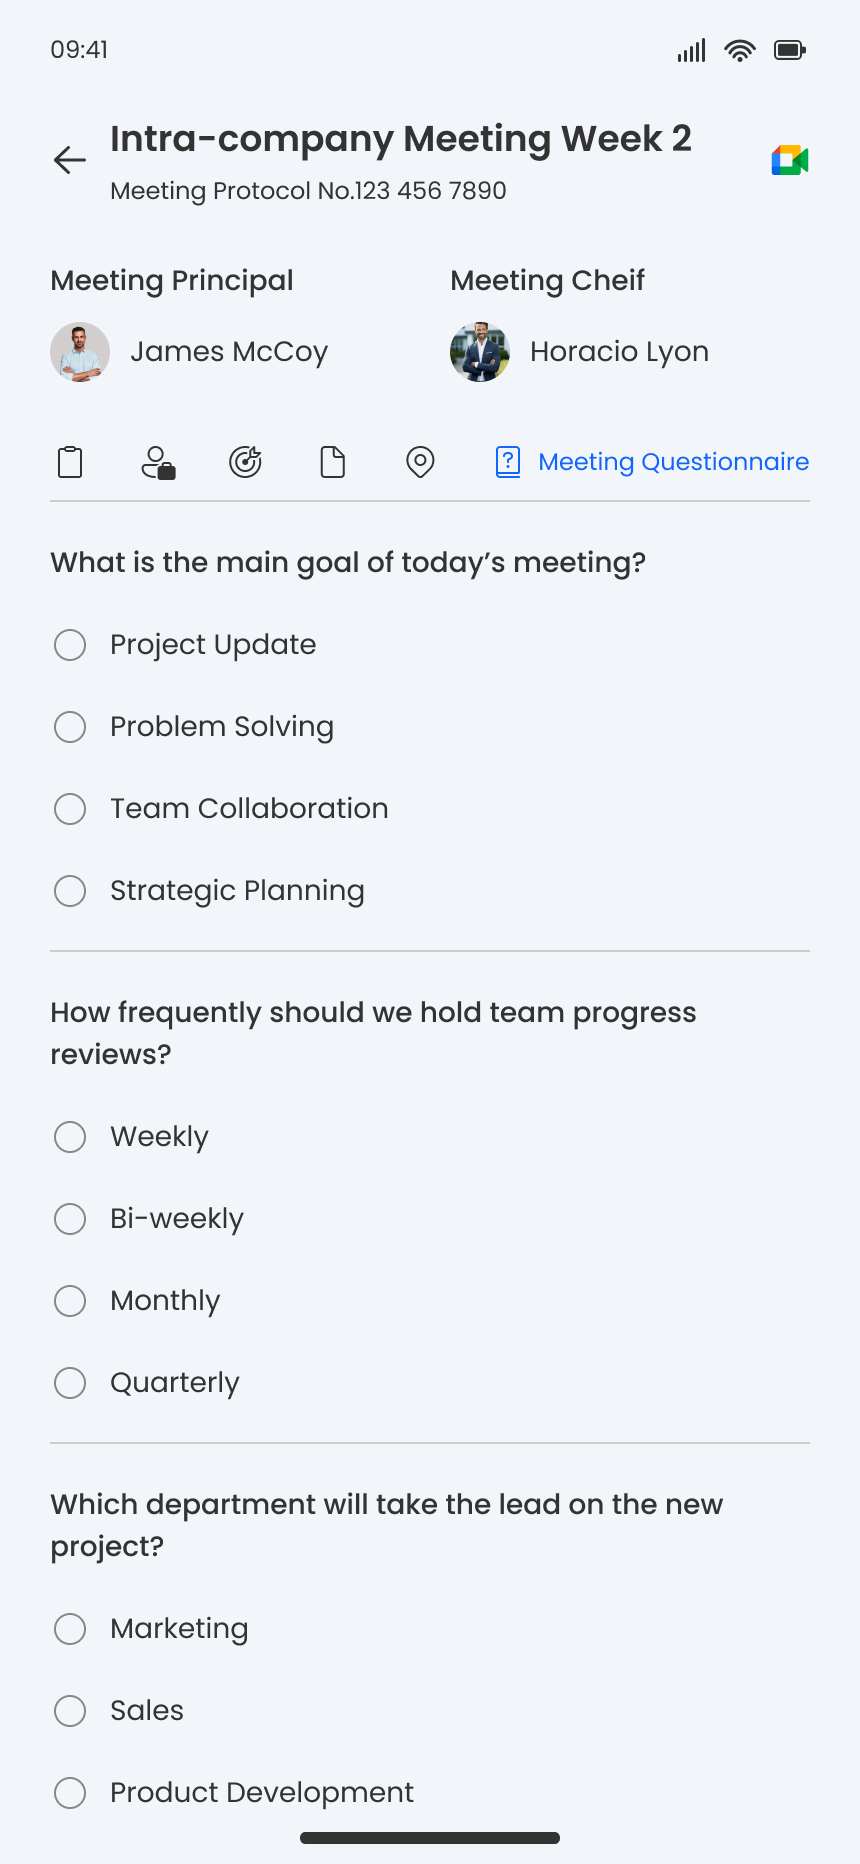 09:41
Intra-company Meeting Week 2
Meeting Protocol No.123 456 7890
Meeting Principal
Meeting Cheif
James McCoy
Horacio Lyon
? Meeting Questionnaire
What is the main goal of today’s meeting?
Project Update
Problem Solving
Team Collaboration
Strategic Planning
How frequently should we hold team progress
reviews?
Weekly
Bi-weekly
Monthly
Quarterly
Which department will take the lead on the new
project?
Marketing
Sales
Product Development